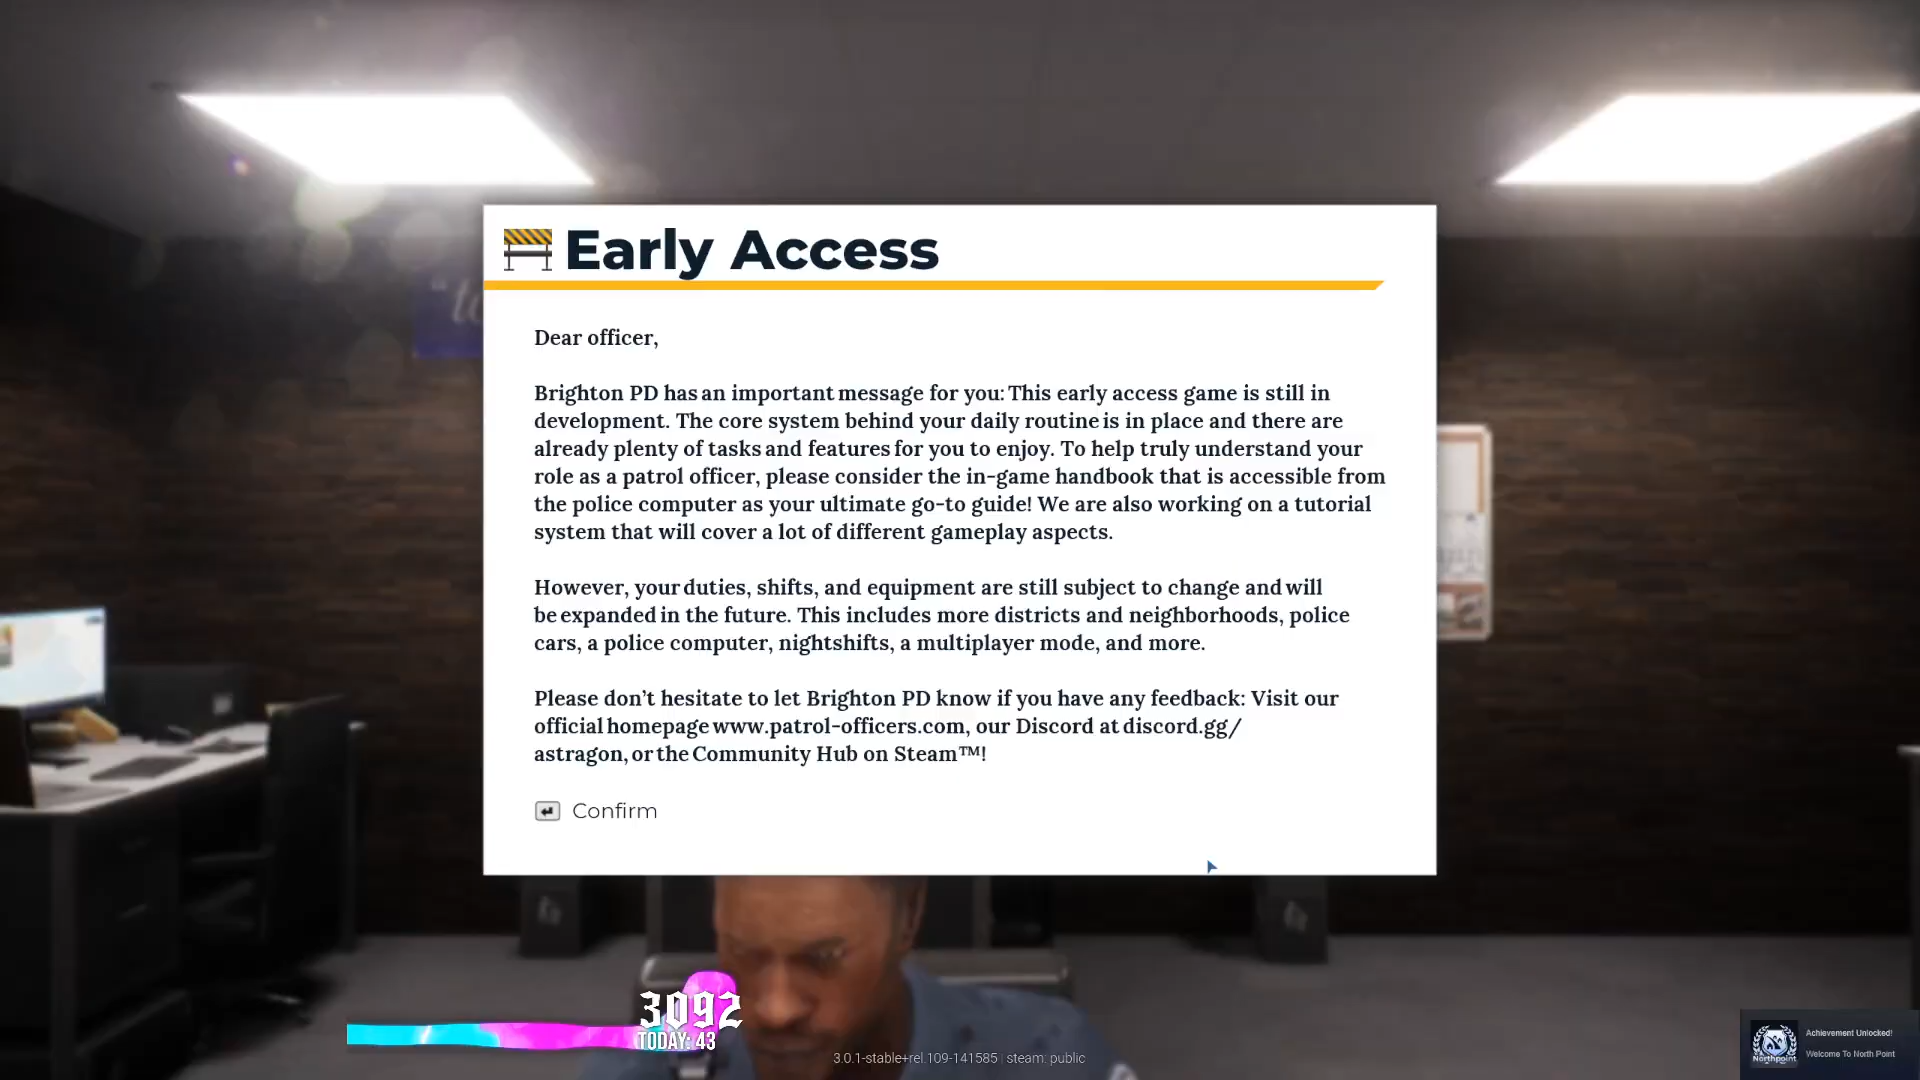 Early Access
Dear officer,
Brighton PD has an important message for you: This early access game is still in
development. The core system behind your daily routine is in place and there are
already plenty of tasks and features for you to enjoy. To help truly understand your
role as a patrol officer, please consider the in-game handbook that is accessible from
the police computer as your ultimate go-to guide! We are also working on a tutorial
system that will cover a lot of different gameplay aspects.
However, your duties, shifts, and equipment are still subject to change and will
be expanded in the future. This includes more districts and neighborhoods, police
cars, a police computer, nightshifts, a multiplayer mode, and more.
Please don’t hesitate to let Brighton PD know if you have any feedback: Visit our
official homepage www.patrol-officers.com, our Discord at discord.gg/
astragon, or the Community Hub on Steam™!
Confirm
3092
TODAY: 43
3.0.1-stable+rel.109-141585 | steam: public
Northpoint
Achievement Unlocked!
Welcome To North Point